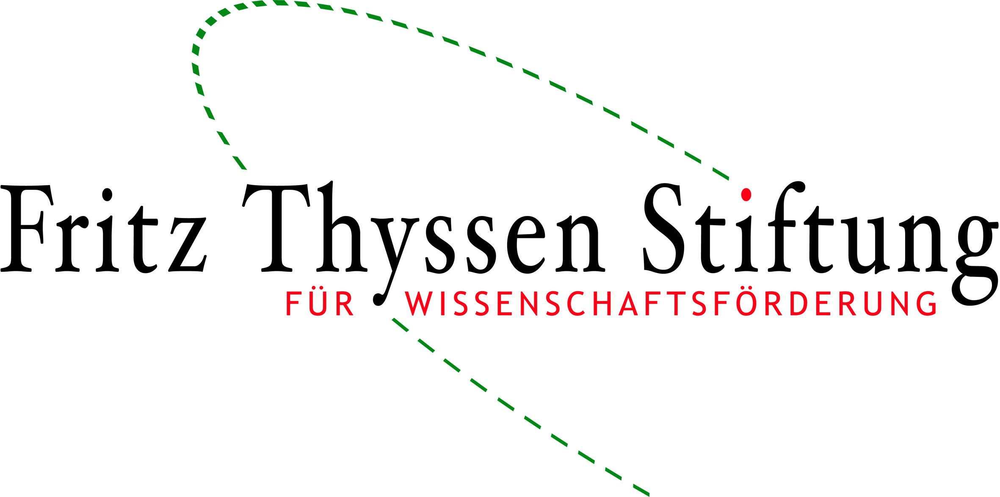 Fritz Thyssen Stiftung
FÜR WISSENSCHAFTSFÖRDERUNG